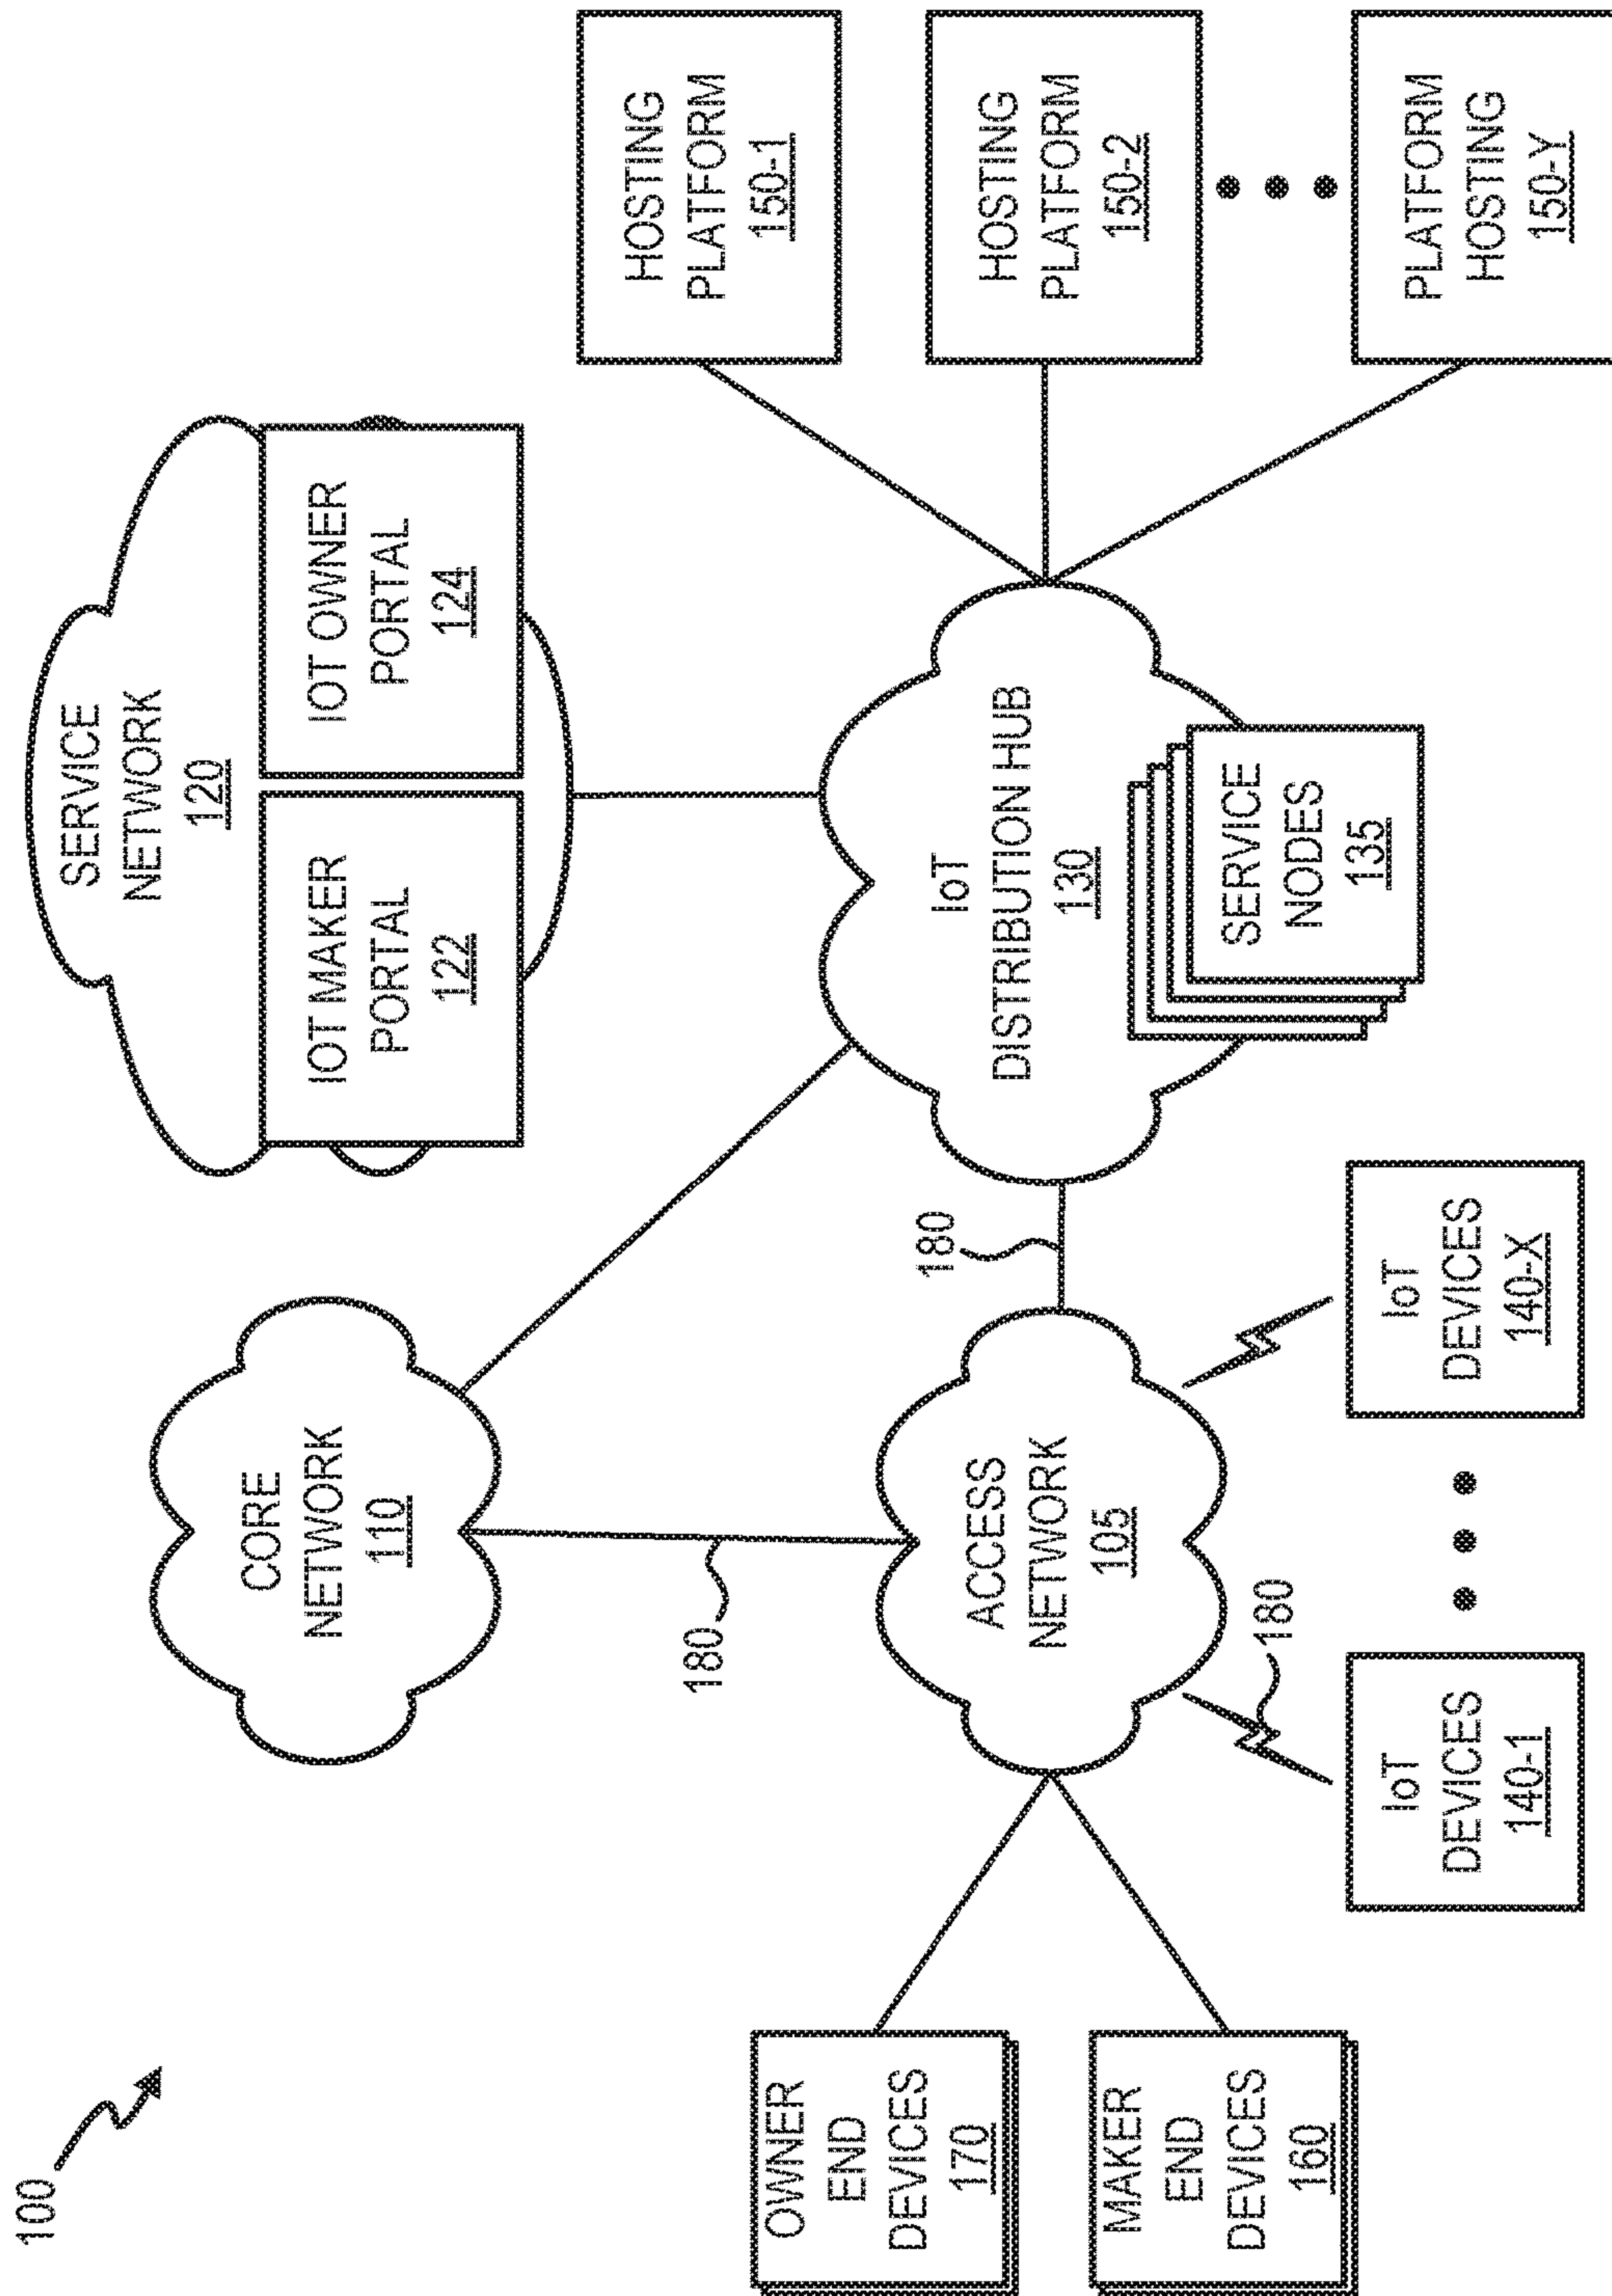 100
SERVICE
NETWORK
120
IOT MAKER
PORTAL
122
IOT OWNER
PORTAL
124
CORE
NETWORK
110
180
180
IoT
DISTRIBUTION HUB
130
SERVICE
NODES
135
HOSTING
PLATFORM
150-1
HOSTING
PLATFORM
150-2
PLATFORM
HOSTING
150-Y
OWNER
END
DEVICES
170
MAKER
END
DEVICES
160
ACCESS
NETWORK
105
180
IoT
DEVICES
140-1
IoT
DEVICES
140-X